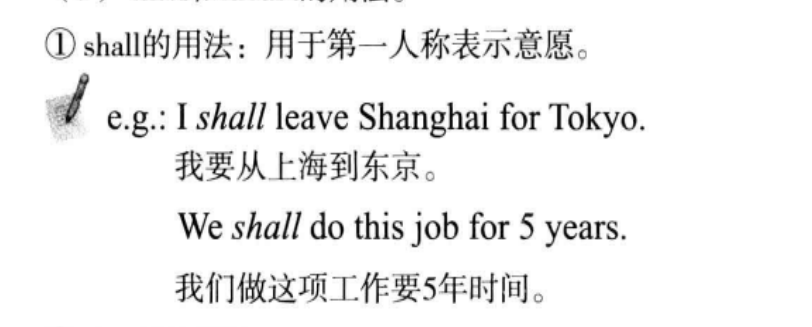 ① shall的用法：用于第一人称表示意愿。
e.g.: I shall leave Shanghai for Tokyo.
我要从上海到东京。
We shall do this job for 5 years.
我们做这项工作要5年时间。